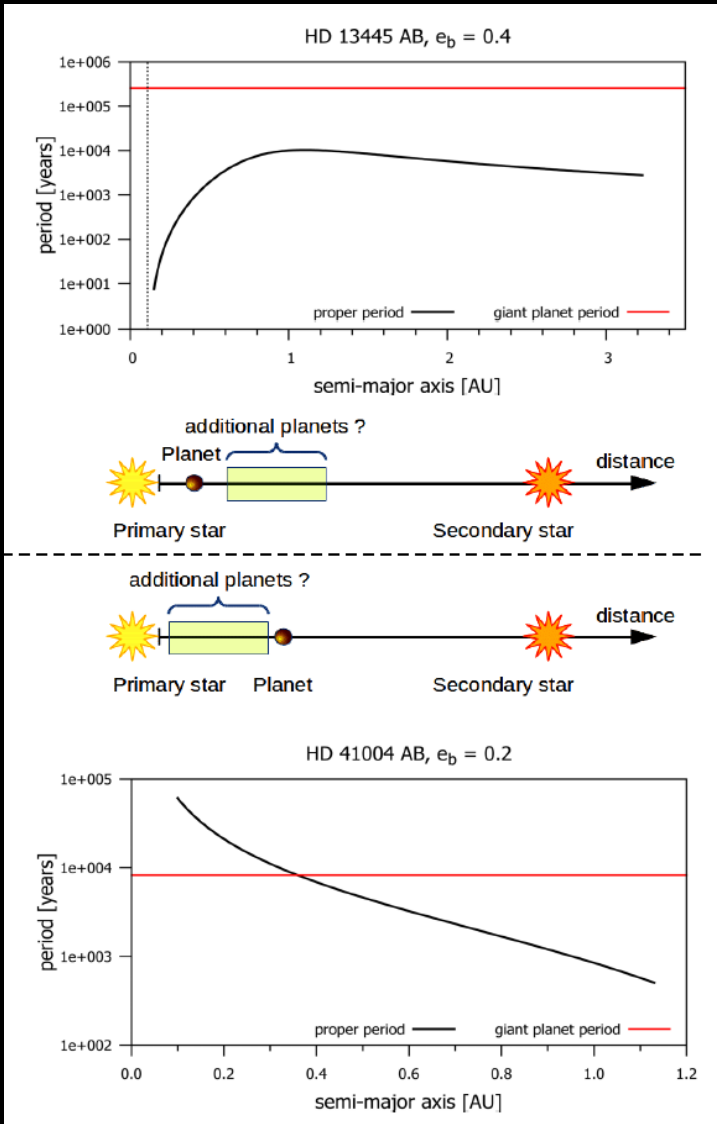 HD 13445 AB, e_b = 0.4
1e+006
1e+005
1e+004
1e+003
1e+002
1e+001
1e+000
period [years]
proper period
giant planet period
0 1 2 3
semi-major axis [AU]
additional planets ?
Planet
distance
Primary star
Secondary star
additional planets ?
distance
Primary star
Planet
Secondary star
HD 41004 AB, e_b = 0.2
1e+005
1e+004
1e+003
1e+002
period [years]
proper period
giant planet period
0.0 0.2 0.4 0.6 0.8 1.0 1.2
semi-major axis [AU]